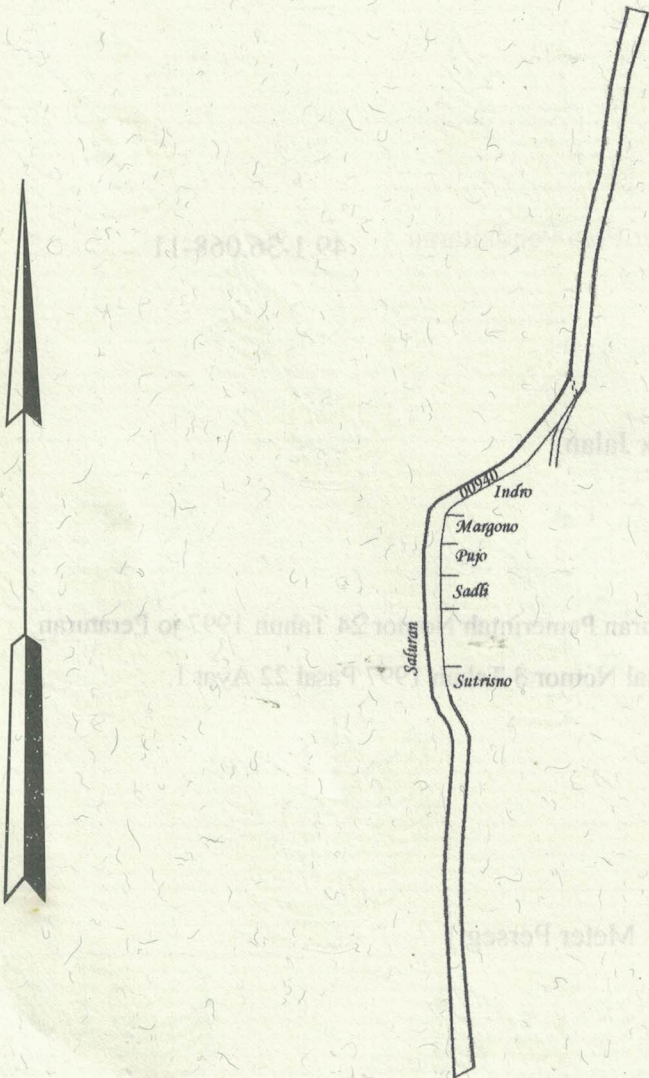 00940
Indro
Margono
Pujo
Sadli
Saluran
Sutrisno
49.1-36.068-11
Jalan
Peraturan Pemerintah Nomor 24 Tahun 1997 jo Peraturan
Nomor 3 Tahun 1997 Pasal 22 Ayat 1
Meter Persegi